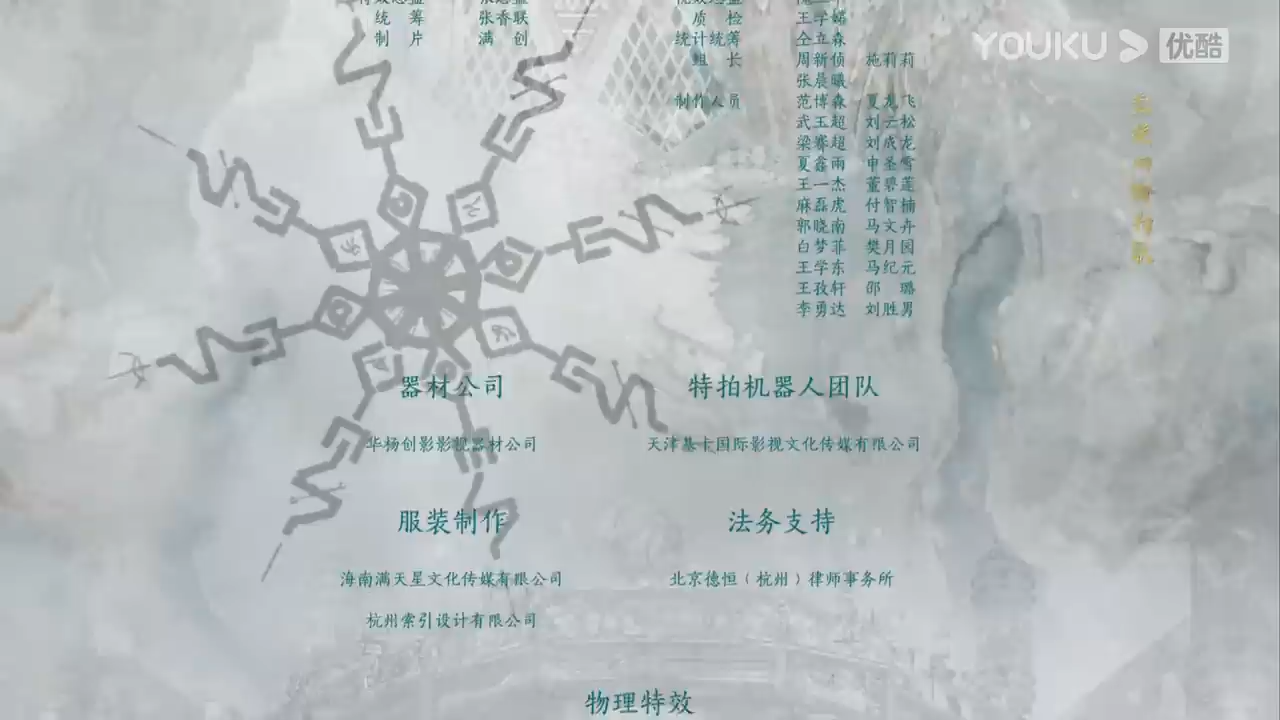 YOUKU 优酷
统 筹 张香联
制 片 满 创
质 检 王学娣
统计统筹 仝立森
组 长 周新侦 施莉莉
张晨曦
制作人员 范博森 夏龙飞
武玉超 刘云松
梁赛超 刘成龙
夏鑫雨 申圣雪
王一杰 董碧莲
麻磊虎 付智楠
郭晓南 马文卉
白梦菲 樊月园
王学东 马纪元
王孜轩 邵 璐
李勇达 刘胜男
器材公司
华杨创影影视器材公司
特拍机器人团队
天津基卡国际影视文化传媒有限公司
服装制作
海南满天星文化传媒有限公司
杭州索引设计有限公司
法务支持
北京德恒（杭州）律师事务所
物理特效